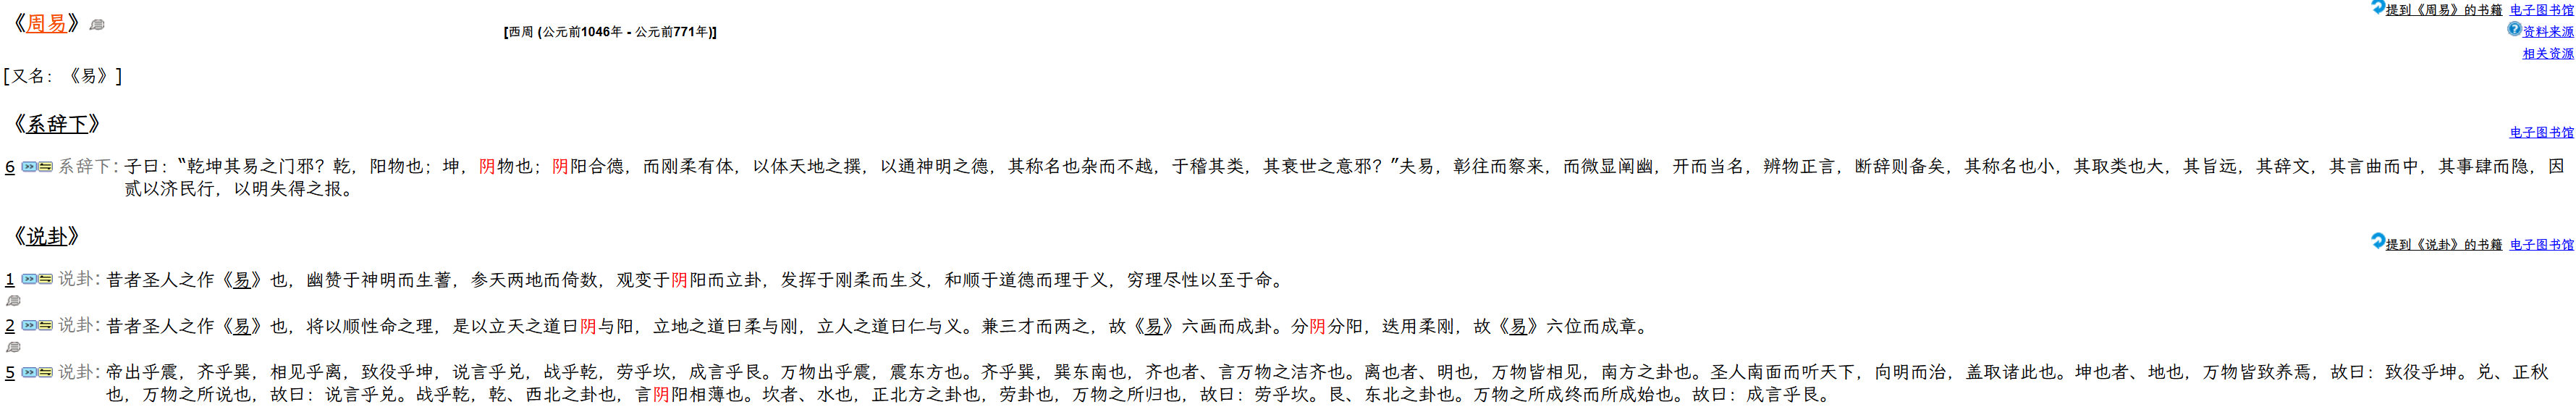 《周易》
[西周 (公元前1046年 - 公元前771年)]
提到《周易》的书籍 电子图书馆
资料来源
相关资源
[又名: 《易》]
《系辞下》
电子图书馆
6 系辞下: 子曰: “乾坤其易之门邪? 乾, 阳物也; 坤, 阴物也; 阴阳合德, 而刚柔有体, 以体天地之撰, 以通神明之德, 其称名也杂而不越, 于稽其类, 其衰世之意邪? ”夫易, 彰往而察来, 而微显阐幽, 开而当名, 辨物正言, 断辞则备矣, 其称名也小, 其取类也大, 其旨远, 其辞文, 其言曲而中, 其事肆而隐, 因
贰以济民行, 以明失得之报。
《说卦》
提到《说卦》的书籍 电子图书馆
1 说卦: 昔者圣人之作《易》也, 幽赞于神明而生蓍, 参天两地而倚数, 观变于阴阳而立卦, 发挥于刚柔而生爻, 和顺于道德而理于义, 穷理尽性以至于命。
2 说卦: 昔者圣人之作《易》也, 将以顺性命之理, 是以立天之道曰阴与阳, 立地之道曰柔与刚, 立人之道曰仁与义。兼三才而两之, 故《易》六画而成卦。分阴分阳, 迭用柔刚, 故《易》六位而成章。
5 说卦: 帝出乎震, 齐乎巽, 相见乎离, 致役乎坤, 说言乎兑, 战乎乾, 劳乎坎, 成言乎艮。万物出乎震, 震东方也。齐乎巽, 巽东南也, 齐也者、言万物之洁齐也。离也者、明也, 万物皆相见, 南方之卦也。圣人南面而听天下, 向明而治, 盖取诸此也。坤也者、地也, 万物皆致养焉, 故曰: 致役乎坤。兑、正秋
也, 万物之所说也, 故曰: 说言乎兑。战乎乾, 乾、西北之卦也, 言阴阳相薄也。坎者、水也, 正北方之卦也, 劳卦也, 万物之所归也, 故曰: 劳乎坎。艮、东北之卦也。万物之所成终而所成始也。故曰: 成言乎艮。